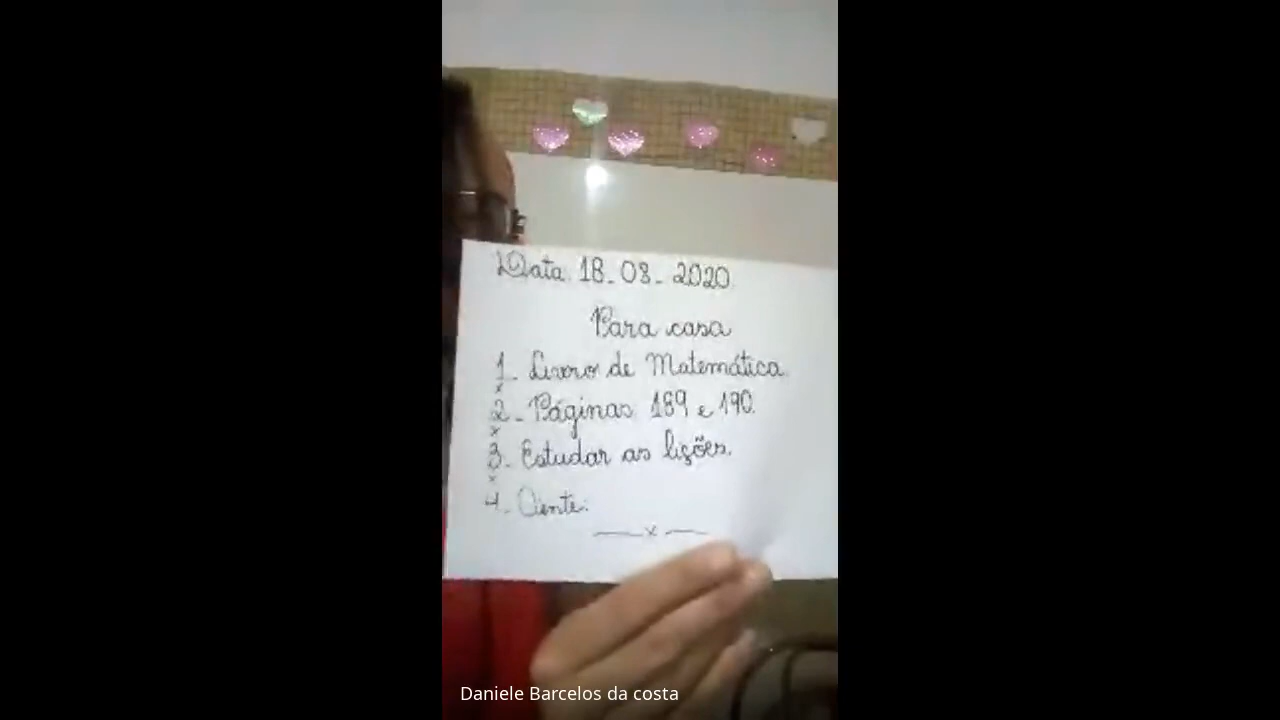 Data: 18-08-2020.
Para casa
1- Livro de Matemática.
x
2- Páginas: 189 e 190.
x
3- Estudar as lições.
x
4- Ciente:
—x—
Daniele Barcelos da costa